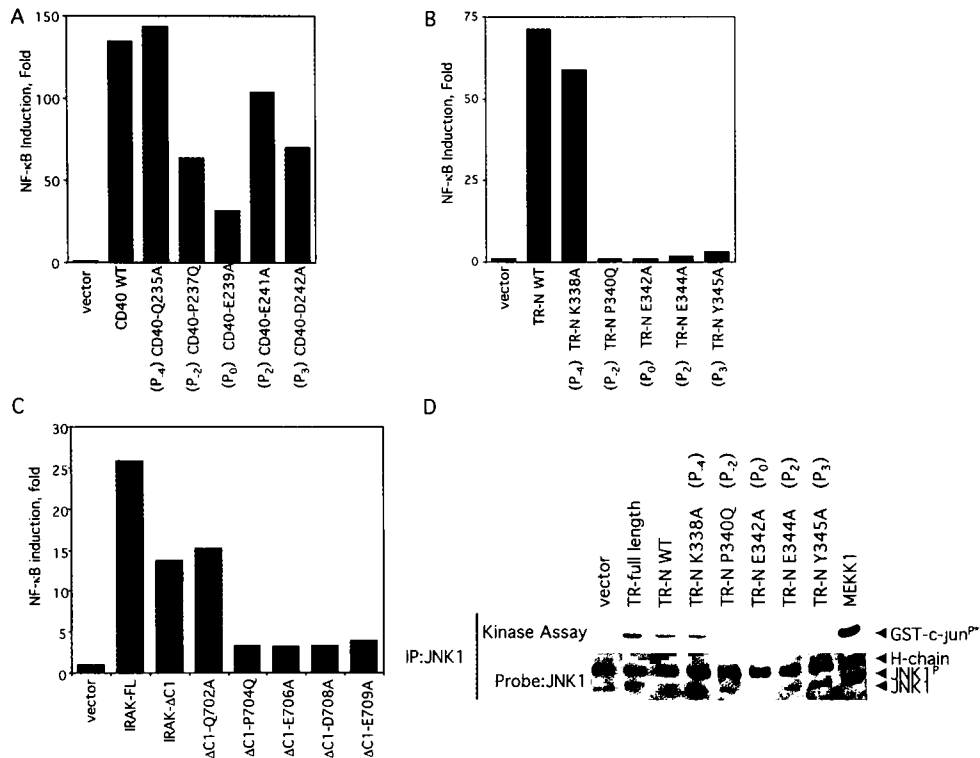 A
NF-κB Induction, Fold
150
100
50
0
vector
CD40 WT
(P-4) CD40-Q235A
(P-2) CD40-P237Q
(P0) CD40-E239A
(P2) CD40-E241A
(P3) CD40-D242A
B
NF-κB Induction, Fold
75
50
25
0
vector
TR-N WT
(P-4) TR-N K338A
(P-2) TR-N P340Q
(P0) TR-N E342A
(P2) TR-N E344A
(P3) TR-N Y345A
C
NF-κB induction, fold
30
25
20
15
10
5
0
vector
IRAK-FL
IRAK-ΔC1
ΔC1-Q702A
ΔC1-P704Q
ΔC1-E706A
ΔC1-D708A
ΔC1-E709A
D
vector
TR-full length
TR-N WT
TR-N K338A (P-4)
TR-N P340Q (P-2)
TR-N E342A (P0)
TR-N E344A (P2)
TR-N Y345A (P3)
MEKK1
IP:JNK1
Kinase Assay
Probe:JNK1
GST-c-junP*
H-chain
JNK1P
JNK1